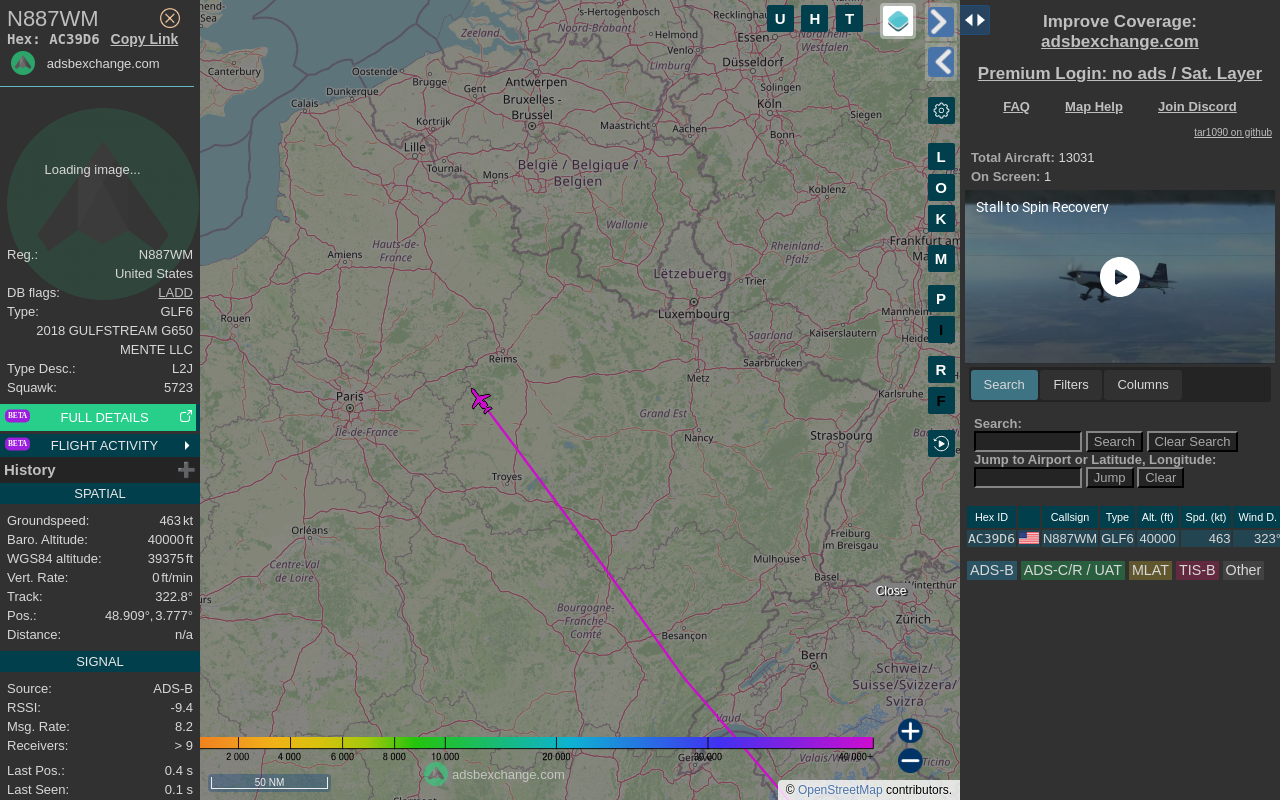 N887WM
Hex: AC39D6 Copy Link
adsbexchange.com
Loading image...
Reg.: N887WM
United States
DB flags: LADD
Type: GLF6
2018 GULFSTREAM G650
MENTE LLC
Type Desc.: L2J
Squawk: 5723
BETA FULL DETAILS
BETA FLIGHT ACTIVITY
History
SPATIAL
Groundspeed: 463 kt
Baro. Altitude: 40000 ft
WGS84 altitude: 39375 ft
Vert. Rate: 0 ft/min
Track: 322.8°
Pos.: 48.909°, 3.777°
Distance: n/a
SIGNAL
Source: ADS-B
RSSI: -9.4
Msg. Rate: 8.2
Receivers: > 9
Last Pos.: 0.4 s
Last Seen: 0.1 s
's-Hertogenbosch
Zeeland
Noord-Brabant
Helmond
Venlo
Limburg
Essen
Nordrhein-
Westfalen
Düsseldorf
Solingen
Canterbury
Oostende
Dunkerque
Calais
Brugge
Gent
Antwerpen
Bruxelles -
Brussel
Kortrijk
Lille
Tournai
Mons
Maastricht
Aachen
Köln
Bonn
Siegen
België / Belgique /
Belgien
Wallonie
Koblenz
Hauts-de-
France
Amiens
Rouen
Lëtzebuerg
Luxembourg
Trier
Rheinland-
Pfalz
Frankfurt am
Saarland
Kaiserslautern
Saarbrücken
Mannheim
Karlsruhe
Reims
Paris
Île-de-France
Metz
Grand Est
Nancy
Strasbourg
Troyes
Orléans
Centre-Val
de Loire
Freiburg
im Breisgau
Mulhouse
Basel
Winterthur
Zürich
Bourgogne-
Franche-
Comté
Besançon
Bern
Schweiz/
Suisse/Svizzera/
Svizra
Vaud
Ticino
U H T
L
O
K
M
P
I
R
F
Close
2 000 4 000 6 000 8 000 10 000 20 000 30 000 40 000+
adsbexchange.com
50 NM
© OpenStreetMap contributors.
Improve Coverage:
adsbexchange.com
Premium Login: no ads / Sat. Layer
FAQ Map Help Join Discord
tar1090 on github
Total Aircraft: 13031
On Screen: 1
Stall to Spin Recovery
Search Filters Columns
Search:
Search Clear Search
Jump to Airport or Latitude, Longitude:
Jump Clear
Hex ID Callsign Type Alt. (ft) Spd. (kt) Wind D.
AC39D6 N887WM GLF6 40000 463 323°
ADS-B ADS-C/R / UAT MLAT TIS-B Other